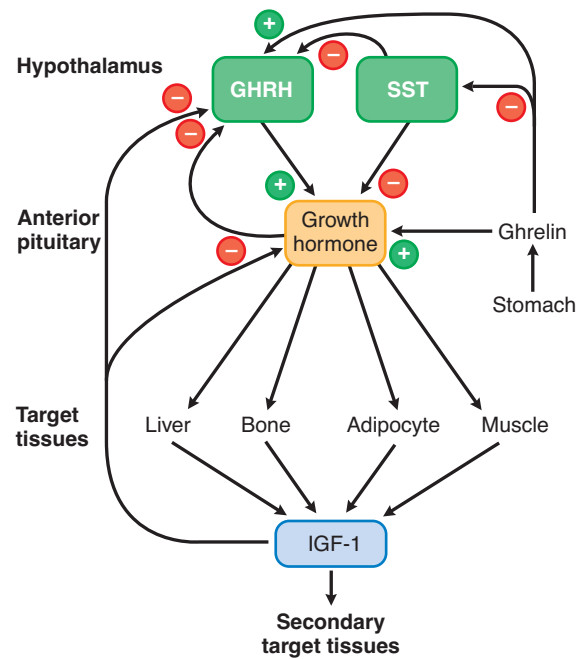 +
Hypothalamus
−
GHRH
SST
−
−
−
+
−
Anterior
pituitary
Growth
hormone
−
+
Ghrelin
Stomach
Target
tissues
Liver
Bone
Adipocyte
Muscle
IGF-1
Secondary
target tissues